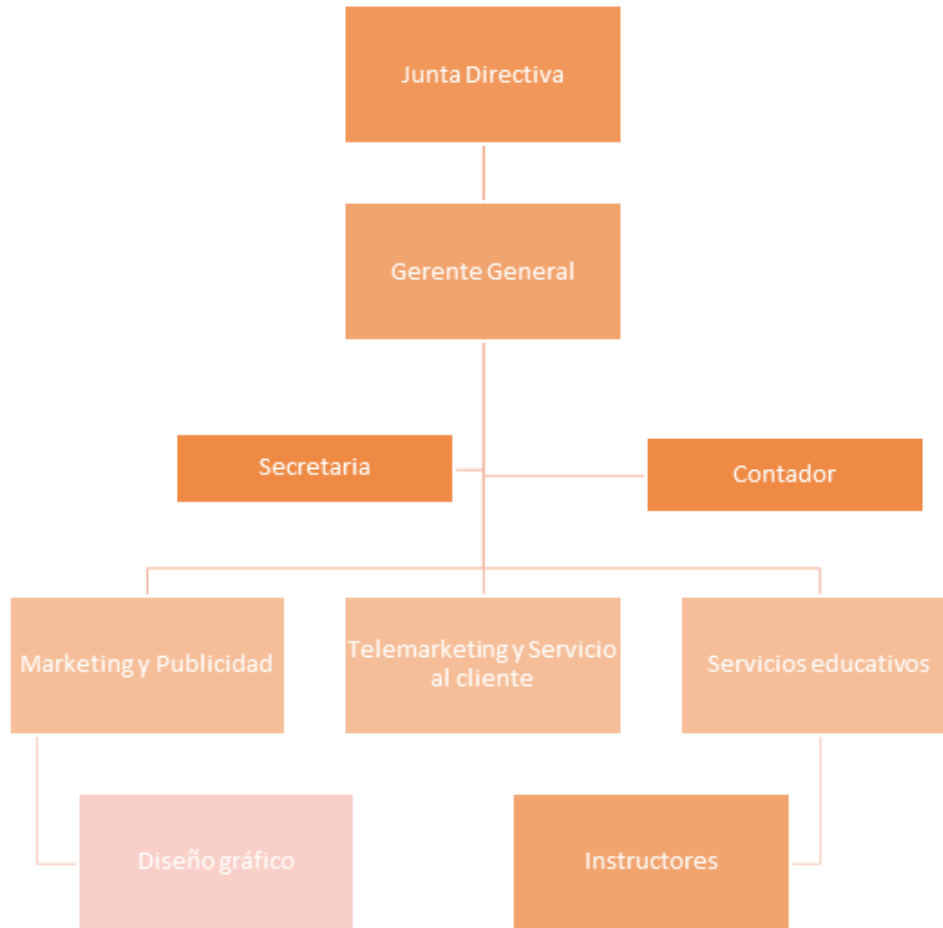 Junta Directiva
Gerente General
Secretaria
Contador
Marketing y Publicidad
Telemarketing y Servicio
al cliente
Servicios educativos
Diseño gráfico
Instructores